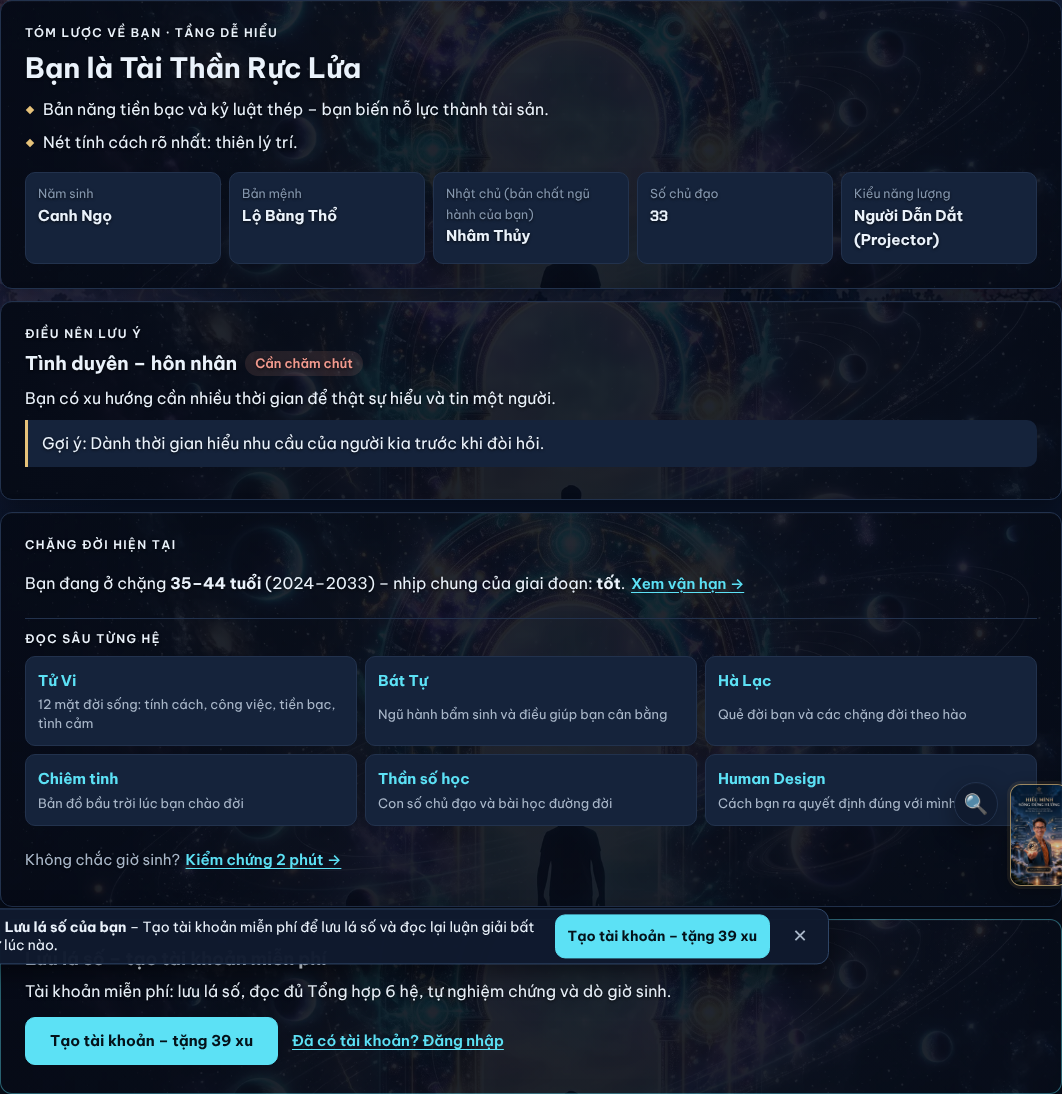 TÓM LƯỢC VỀ BẠN · TẦNG DỄ HIỂU
Bạn là Tài Thần Rực Lửa
Bản năng tiền bạc và kỷ luật thép – bạn biến nỗ lực thành tài sản.
Nét tính cách rõ nhất: thiên lý trí.
Năm sinh
Canh Ngọ
Bản mệnh
Lộ Bàng Thổ
Nhật chủ (bản chất ngũ
hành của bạn)
Nhâm Thủy
Số chủ đạo
33
Kiểu năng lượng
Người Dẫn Dắt
(Projector)
ĐIỀU NÊN LƯU Ý
Tình duyên – hôn nhân
Cần chăm chút
Bạn có xu hướng cần nhiều thời gian để thật sự hiểu và tin một người.
Gợi ý: Dành thời gian hiểu nhu cầu của người kia trước khi đòi hỏi.
CHẶNG ĐỜI HIỆN TẠI
Bạn đang ở chặng 35–44 tuổi (2024–2033) – nhịp chung của giai đoạn: tốt. Xem vận hạn →
ĐỌC SÂU TỪNG HỆ
Tử Vi
12 mặt đời sống: tính cách, công việc, tiền bạc,
tình cảm
Bát Tự
Ngũ hành bẩm sinh và điều giúp bạn cân bằng
Hà Lạc
Quẻ đời bạn và các chặng đời theo hào
Chiêm tinh
Bản đồ bầu trời lúc bạn chào đời
Thần số học
Con số chủ đạo và bài học đường đời
Human Design
Cách bạn ra quyết định đúng với mình
HIỂU MÌNH
Không chắc giờ sinh? Kiểm chứng 2 phút →
Lưu lá số của bạn – Tạo tài khoản miễn phí để lưu lá số và đọc lại luận giải bất
lúc nào.
Tạo tài khoản – tặng 39 xu
✕
Tài khoản miễn phí: lưu lá số, đọc đủ Tổng hợp 6 hệ, tự nghiệm chứng và dò giờ sinh.
Tạo tài khoản – tặng 39 xu
Đã có tài khoản? Đăng nhập